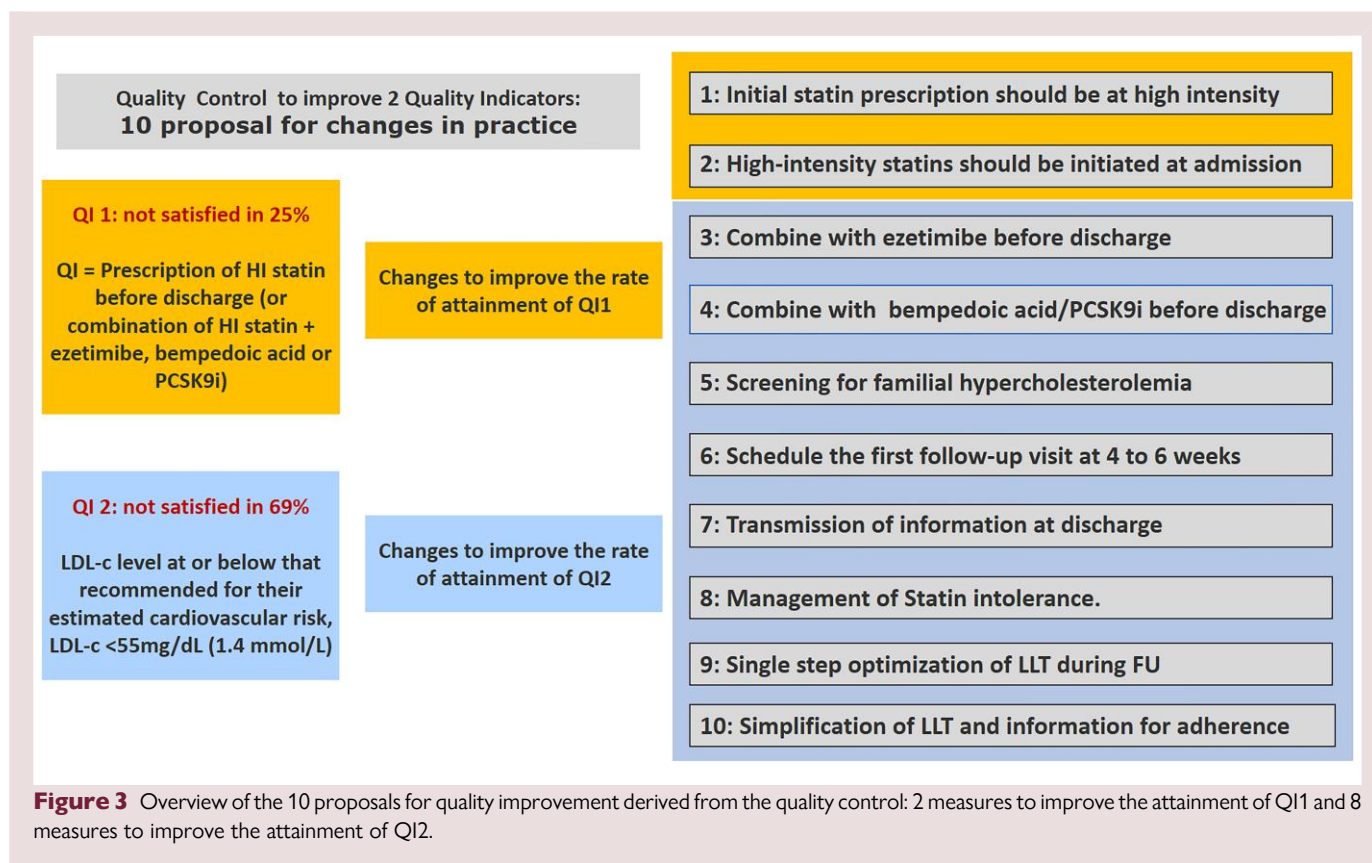 Quality Control to improve 2 Quality Indicators:
10 proposal for changes in practice
QI 1: not satisfied in 25%
QI = Prescription of HI statin
before discharge (or
combination of HI statin +
ezetimibe, bempedoic acid or
PCSK9i)
Changes to improve the rate
of attainment of QI1
QI 2: not satisfied in 69%
LDL-c level at or below that
recommended for their
estimated cardiovascular risk,
LDL-c <55mg/dL (1.4 mmol/L)
Changes to improve the rate
of attainment of QI2
1: Initial statin prescription should be at high intensity
2: High-intensity statins should be initiated at admission
3: Combine with ezetimibe before discharge
4: Combine with bempedoic acid/PCSK9i before discharge
5: Screening for familial hypercholesterolemia
6: Schedule the first follow-up visit at 4 to 6 weeks
7: Transmission of information at discharge
8: Management of Statin intolerance.
9: Single step optimization of LLT during FU
10: Simplification of LLT and information for adherence
Figure 3 Overview of the 10 proposals for quality improvement derived from the quality control: 2 measures to improve the attainment of QI1 and 8
measures to improve the attainment of QI2.